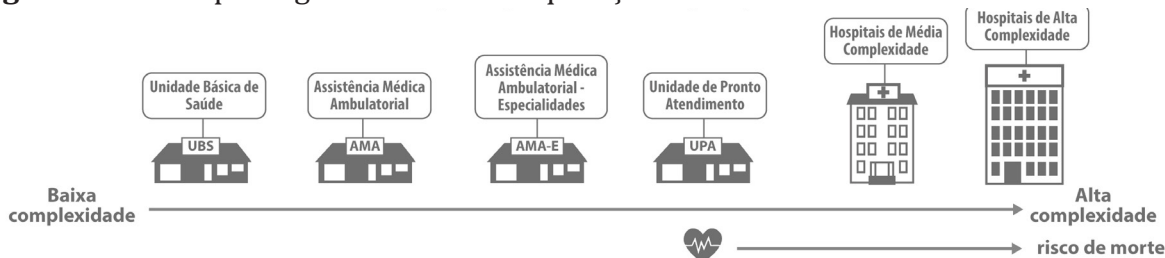 Hospitais de Média
Complexidade
Hospitais de Alta
Complexidade
Unidade Básica de
Saúde
Assistência Médica
Ambulatorial
Assistência Médica
Ambulatorial -
Especialidades
Unidade de Pronto
Atendimento
UBS
AMA
AMA-E
UPA
Baixa
complexidade
Alta
complexidade
risco de morte